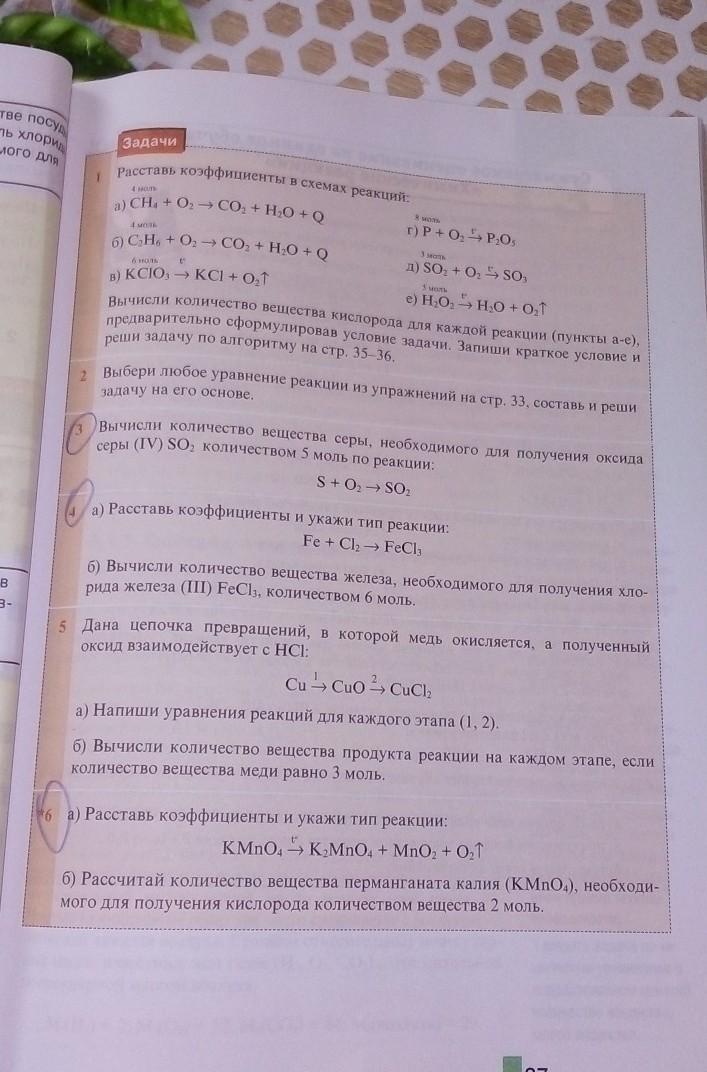 тве посу
ль хлори
мого для
в
в-
Задачи
1 Расставь коэффициенты в схемах реакций:
4 моль
а) CH₄ + O₂ → CO₂ + H₂O + Q
4 моль
б) C₂H₆ + O₂ → CO₂ + H₂O + Q
6 моль t°
в) KClO₃ → KCl + O₂↑
8 моль t°
г) P + O₂ → P₂O₅
3 моль t°
д) SO₂ + O₂ → SO₃
5 моль t°
е) H₂O₂ → H₂O + O₂↑
Вычисли количество вещества кислорода для каждой реакции (пункты а-е),
предварительно сформулировав условие задачи. Запиши краткое условие и
реши задачу по алгоритму на стр. 35–36.
2 Выбери любое уравнение реакции из упражнений на стр. 33, составь и реши
задачу на его основе.
3 Вычисли количество вещества серы, необходимого для получения оксида
серы (IV) SO₂ количеством 5 моль по реакции:
S + O₂ → SO₂
4 а) Расставь коэффициенты и укажи тип реакции:
Fe + Cl₂ → FeCl₃
б) Вычисли количество вещества железа, необходимого для получения хло-
рида железа (III) FeCl₃, количеством 6 моль.
5 Дана цепочка превращений, в которой медь окисляется, а полученный
оксид взаимодействует с HCl:
1 2
Cu → CuO → CuCl₂
а) Напиши уравнения реакций для каждого этапа (1, 2).
б) Вычисли количество вещества продукта реакции на каждом этапе, если
количество вещества меди равно 3 моль.
*6 а) Расставь коэффициенты и укажи тип реакции:
t°
KMnO₄ → K₂MnO₄ + MnO₂ + O₂↑
б) Рассчитай количество вещества перманганата калия (KMnO₄), необходи-
мого для получения кислорода количеством вещества 2 моль.